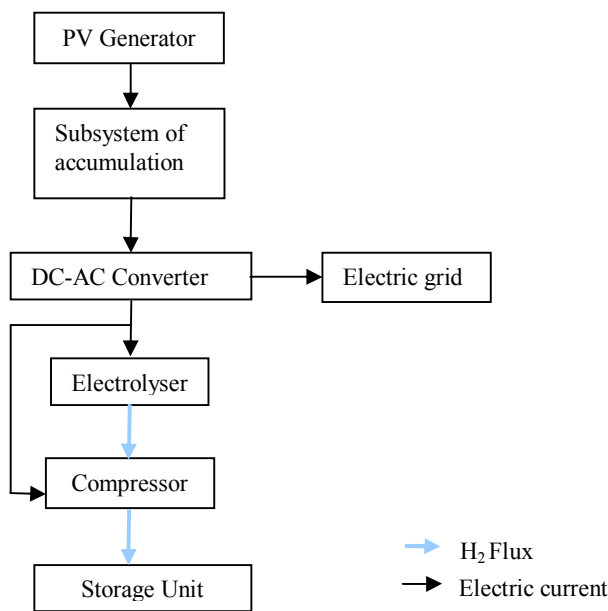 PV Generator
Subsystem of
accumulation
DC-AC Converter
Electric grid
Electrolyser
Compressor
Storage Unit
H₂ Flux
Electric current